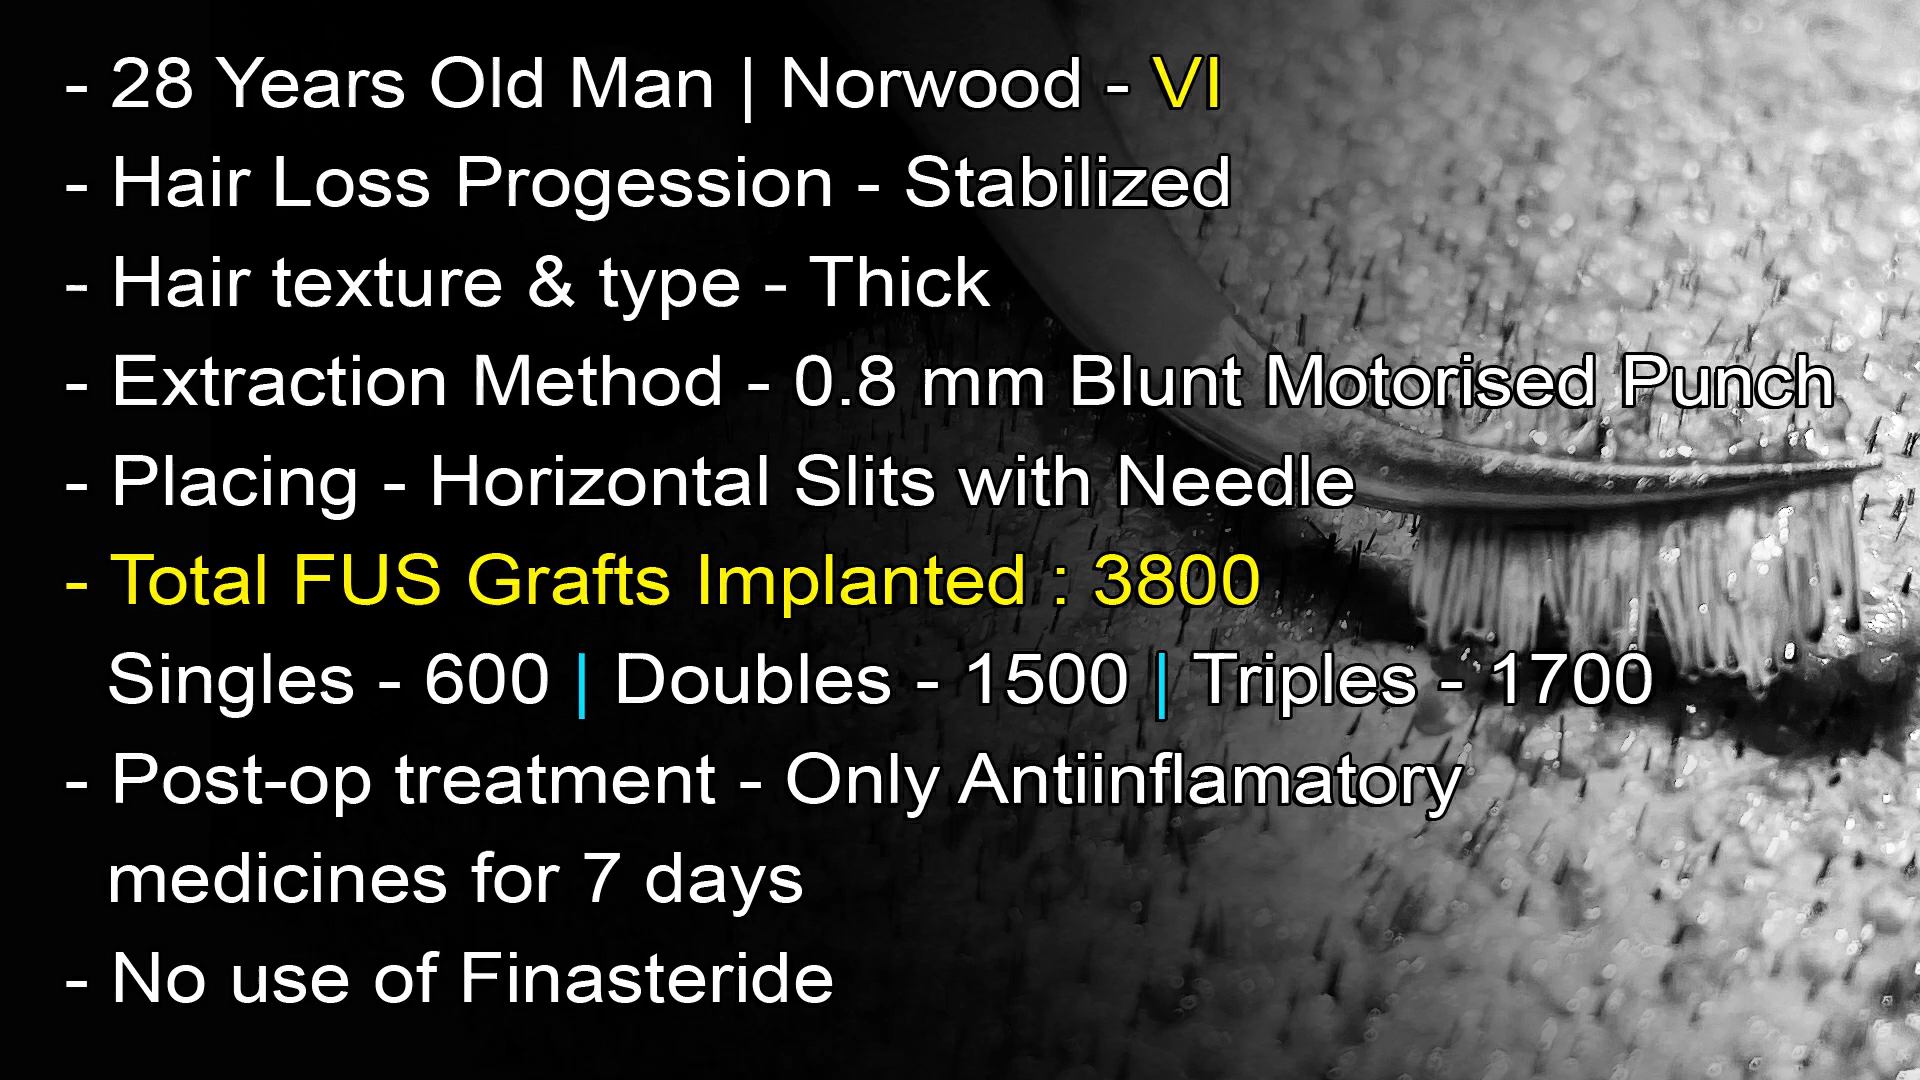 - 28 Years Old Man | Norwood - VI
- Hair Loss Progession - Stabilized
- Hair texture & type - Thick
- Extraction Method - 0.8 mm Blunt Motorised Punch
- Placing - Horizontal Slits with Needle
- Total FUS Grafts Implanted : 3800
Singles - 600 | Doubles - 1500 | Triples - 1700
- Post-op treatment - Only Antiinflamatory
medicines for 7 days
- No use of Finasteride